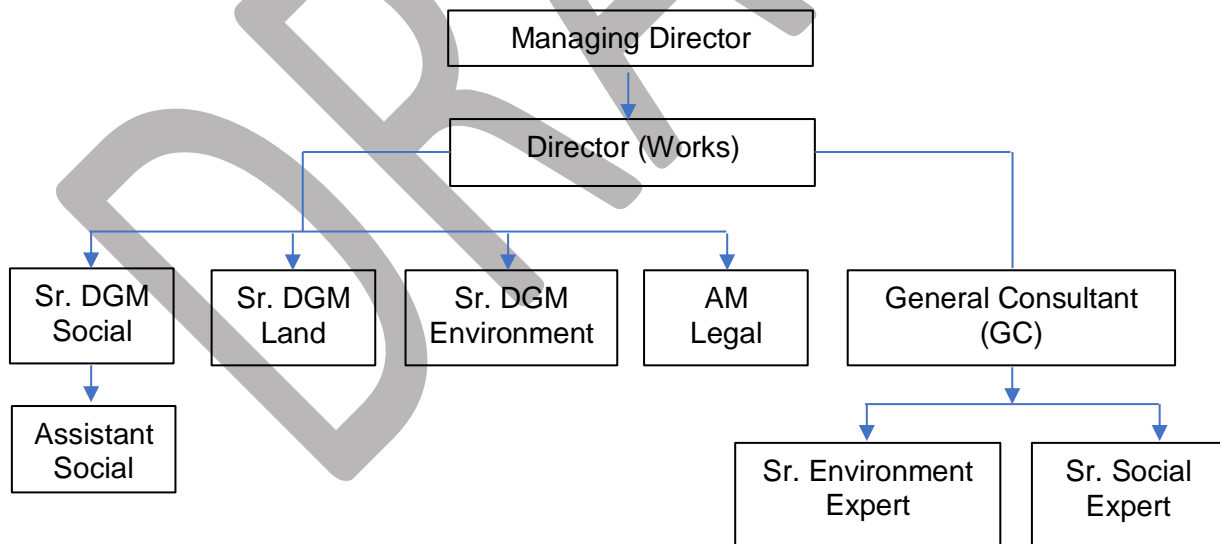 Managing Director
Director (Works)
Sr. DGM
Social
Sr. DGM
Land
Sr. DGM
Environment
AM
Legal
General Consultant
(GC)
Assistant
Social
Sr. Environment
Expert
Sr. Social
Expert
DRA